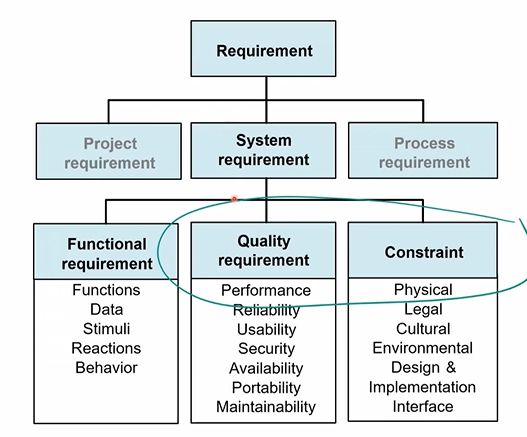 Requirement
Project
requirement
System
requirement
Process
requirement
Functional
requirement
Functions
Data
Stimuli
Reactions
Behavior
Quality
requirement
Performance
Reliability
Usability
Security
Availability
Portability
Maintainability
Constraint
Physical
Legal
Cultural
Environmental
Design &
Implementation
Interface